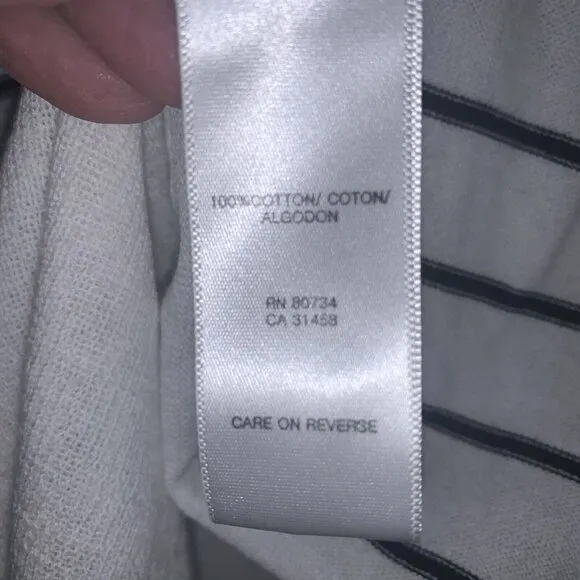 100%COTTON/ COTON/
ALGODON
RN 80734
CA 31458
CARE ON REVERSE